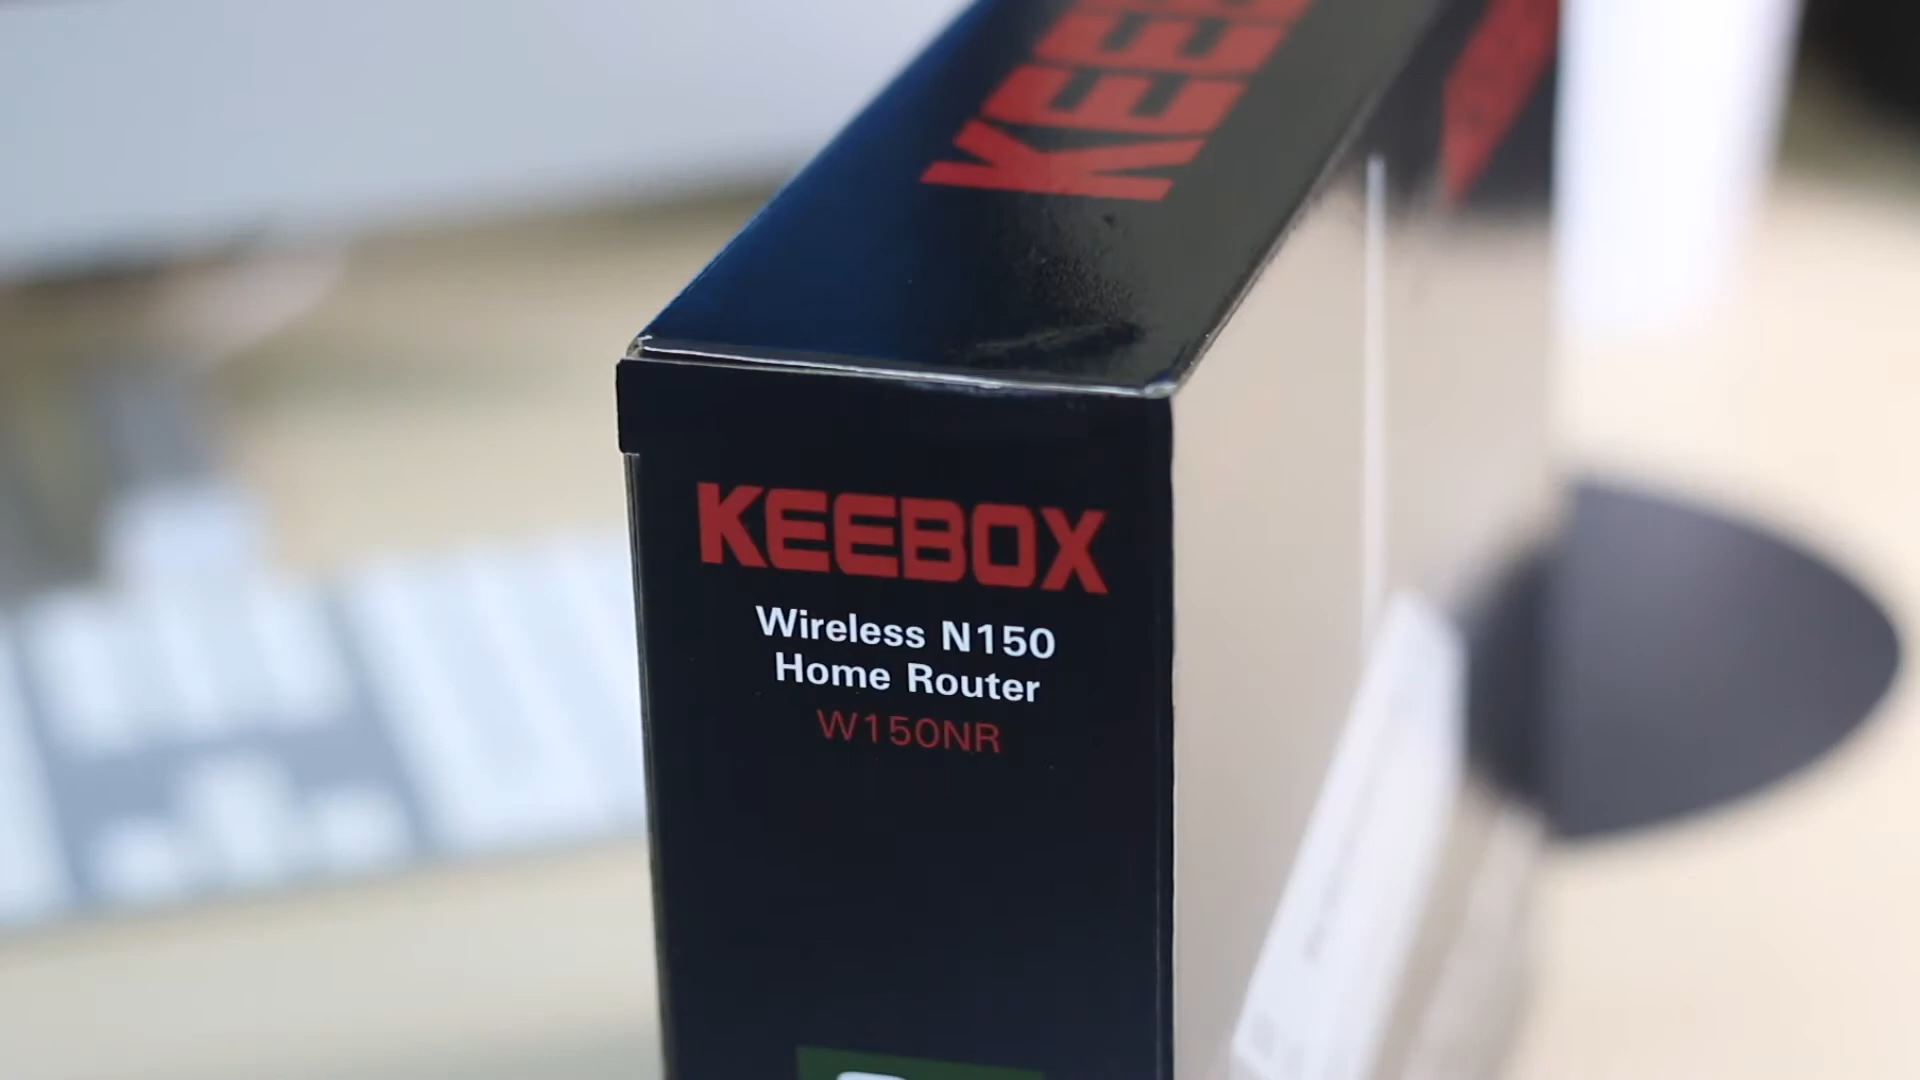 KEEB
KEEBOX
Wireless N150
Home Router
W150NR